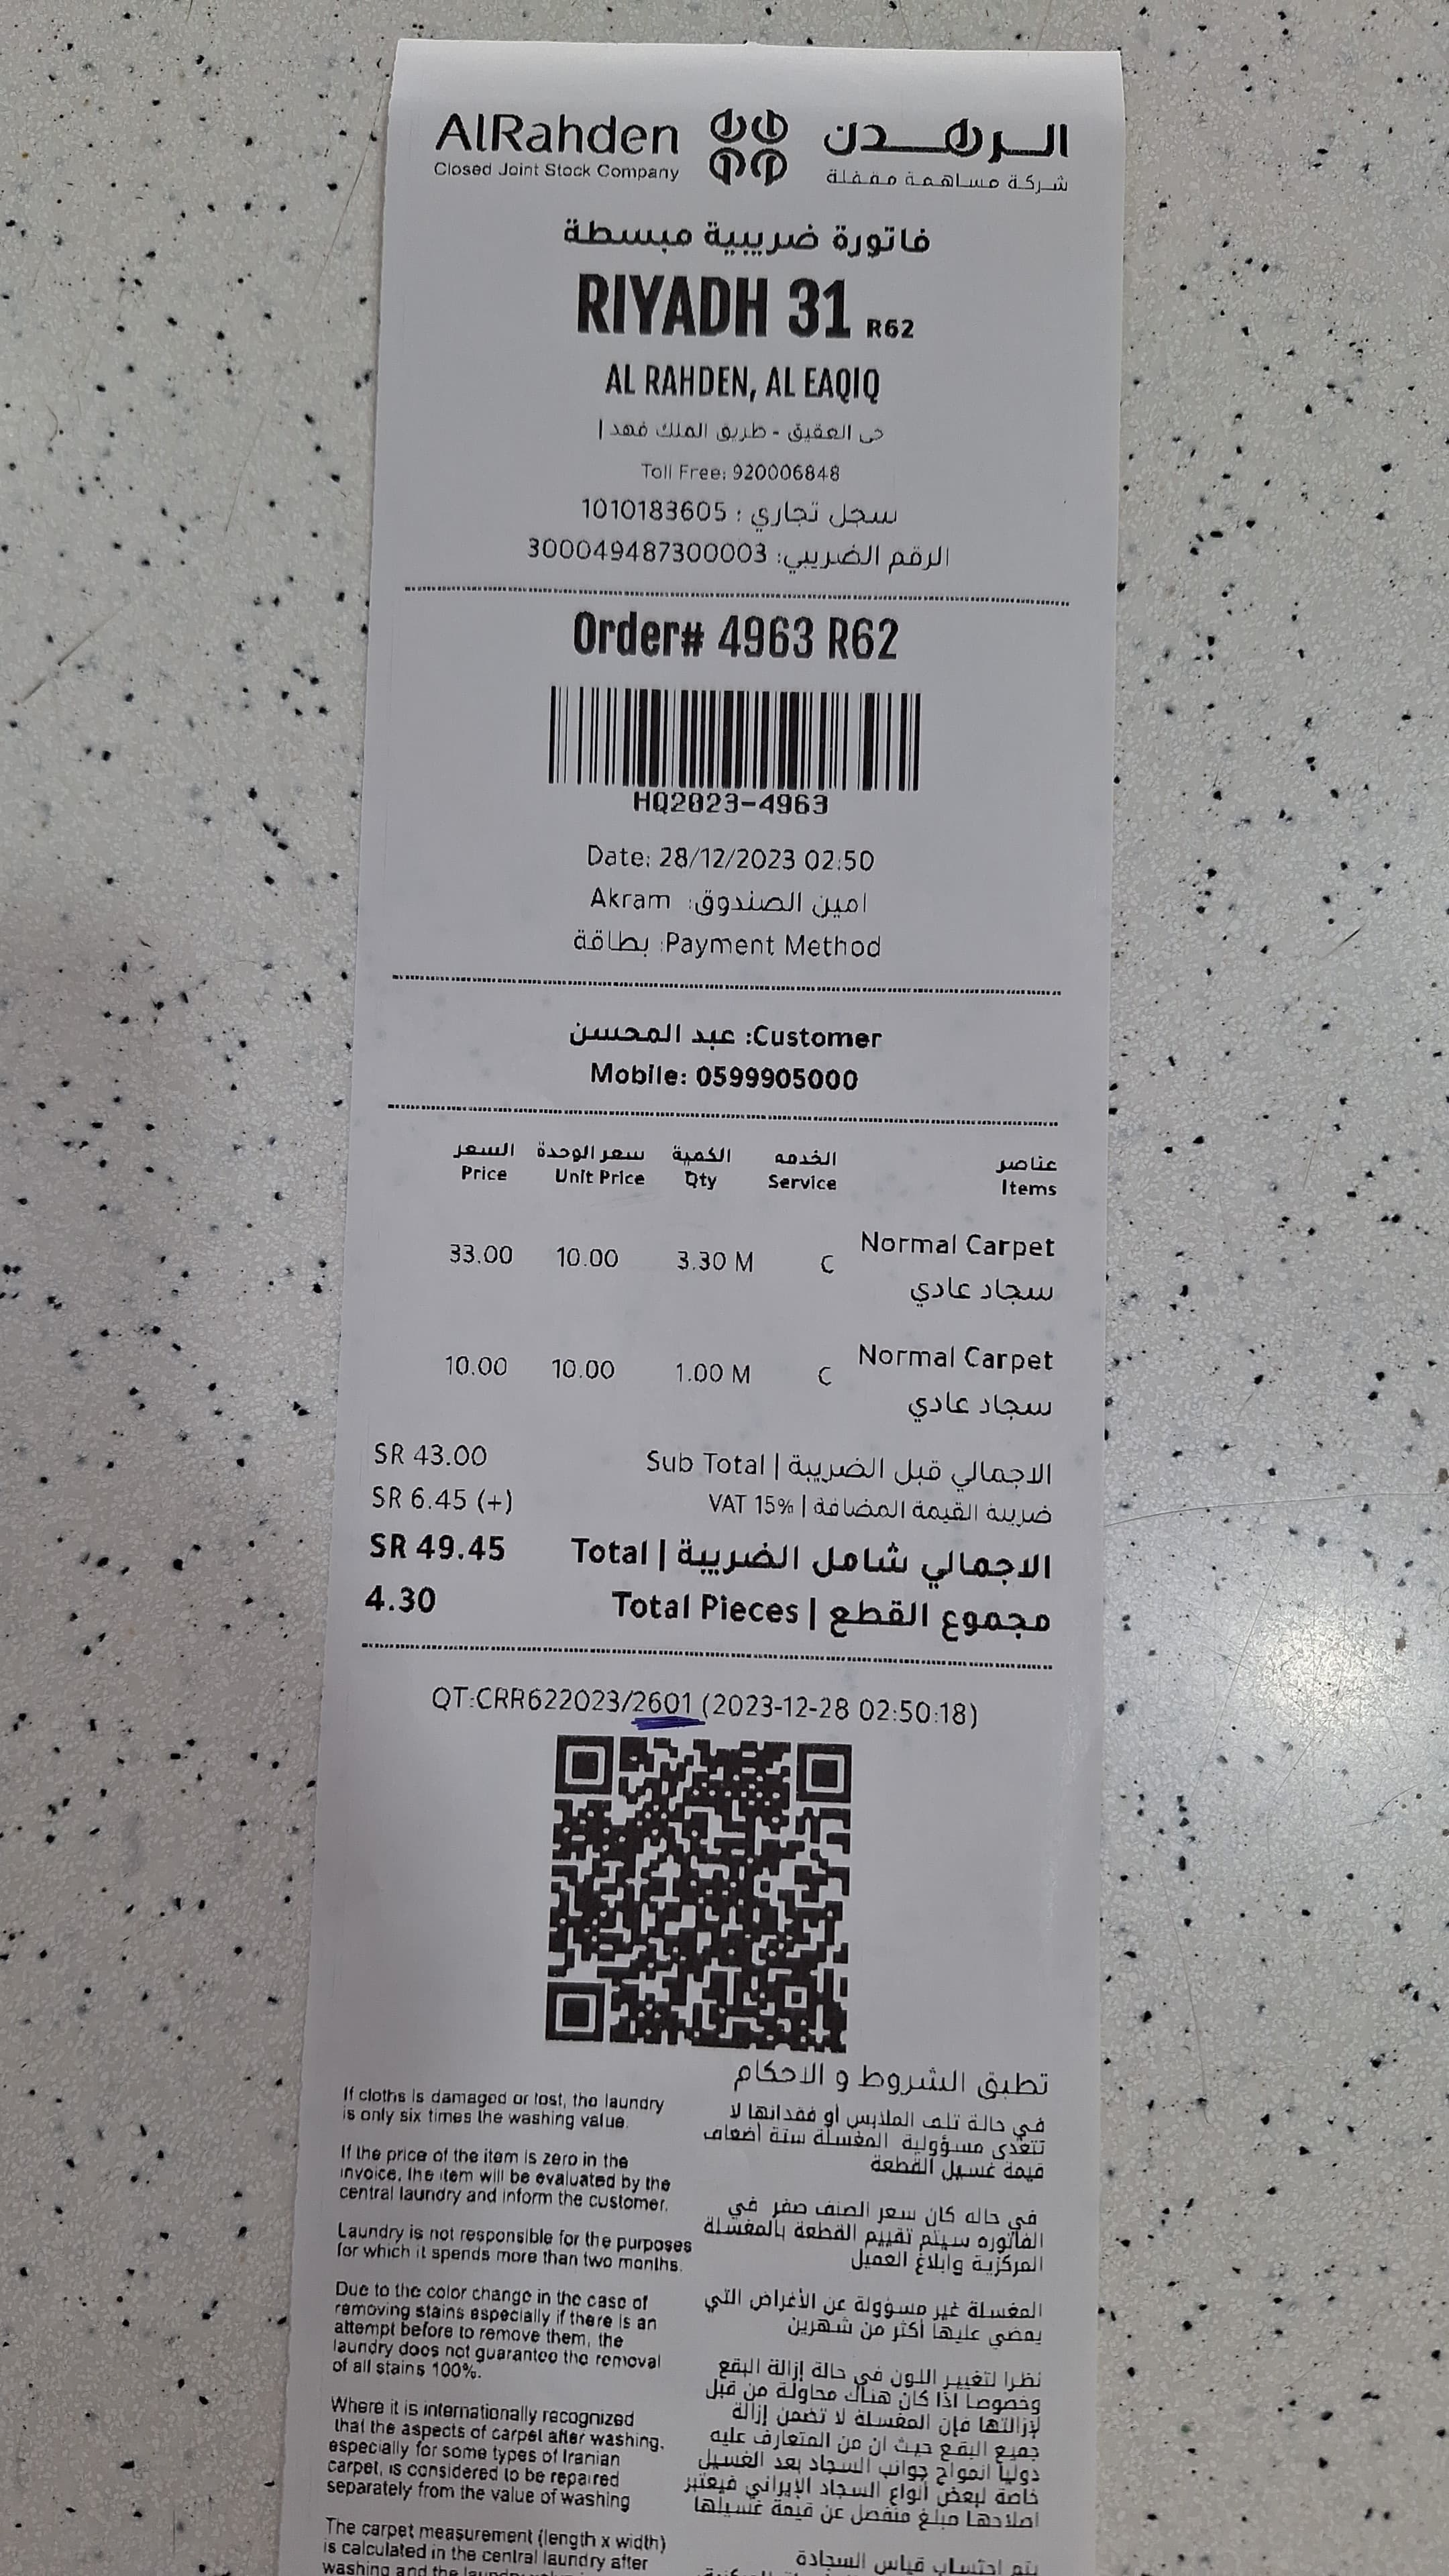 AlRahden الرهدن
Closed Joint Stock Company شركة مساهمة مقفلة
فاتورة ضريبية مبسطة
RIYADH 31 R62
AL RAHDEN, AL EAQIQ
حى العقيق - طريق الملك فهد |
Toll Free: 920006848
سجل تجاري : 1010183605
الرقم الضريبي: 300049487300003
Order# 4963 R62
HQ2023-4963
Date: 28/12/2023 02:50
امين الصندوق: Akram
Payment Method: بطاقة
Customer: عبد المحسن
Mobile: 0599905000
السعر سعر الوحدة الكمية الخدمه عناصر
Price Unit Price Qty Service Items
33.00 10.00 3.30 M C Normal Carpet
سجاد عادي
10.00 10.00 1.00 M C Normal Carpet
سجاد عادي
SR 43.00 Sub Total | الاجمالي قبل الضريبة
SR 6.45 (+) VAT 15% | ضريبة القيمة المضافة
SR 49.45 Total | الاجمالي شامل الضريبة
4.30 Total Pieces | مجموع القطع
QT:CRR622023/2601 (2023-12-28 02:50:18)
تطبق الشروط و الاحكام
If cloths is damaged or lost, the laundry
is only six times the washing value.
If the price of the item is zero in the
invoice, the item will be evaluated by the
central laundry and inform the customer.
Laundry is not responsible for the purposes
for which it spends more than two months.
Due to the color change in the case of
removing stains especially if there is an
attempt before to remove them, the
laundry does not guarantee the removal
of all stains 100%.
Where it is internationally recognized
that the aspects of carpet after washing,
especially for some types of Iranian
carpet, is considered to be repaired
separately from the value of washing
The carpet measurement (length x width)
is calculated in the central laundry after
washing and the
في حالة تلف الملابس أو فقدانها لا
تتعدى مسؤولية المغسلة ستة أضعاف
قيمة غسيل القطعة
في حاله كان سعر الصنف صفر في
الفاتوره سيتم تقييم القطعة بالمغسلة
المركزية وابلاغ العميل
المغسلة غير مسؤولة عن الأغراض التي
يمضي عليها أكثر من شهرين
نظرا لتغيير اللون في حالة إزالة البقع
وخصوصا اذا كان هناك محاولة من قبل
لإزالتها فإن المغسلة لا تضمن إزالة
جميع البقع حيث ان من المتعارف عليه
دولياً انمواج جوانب السجاد بعد الغسيل
خاصة لبعض أنواع السجاد الإيراني فيعتبر
اصلاحها مبلغ منفصل عن قيمة غسيلها
يتم احتساب قياس السجادة